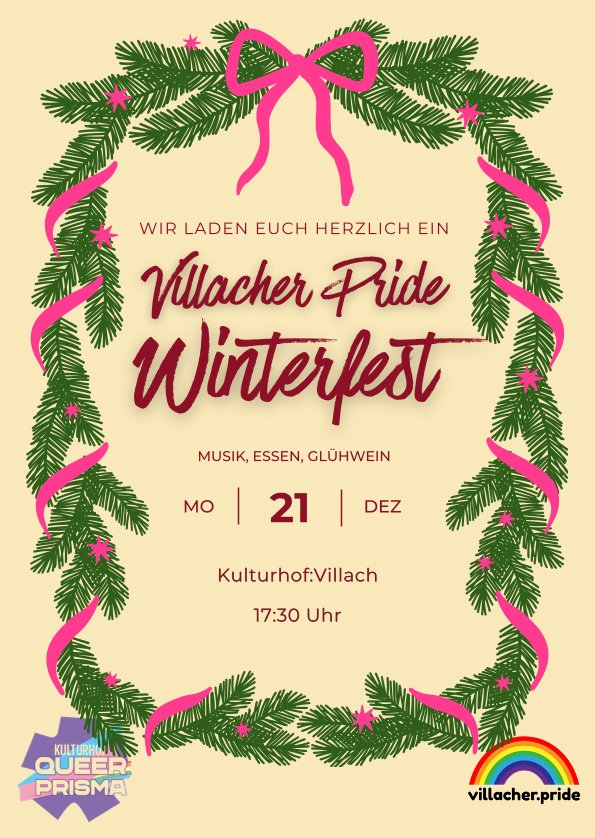 WIR LADEN EUCH HERZLICH EIN
Villacher Pride
Winterfest
MUSIK, ESSEN, GLÜHWEIN
MO | 21 | DEZ
Kulturhof:Villach
17:30 Uhr
KULTURHOF:
QUEER
PRISMA
villacher.pride